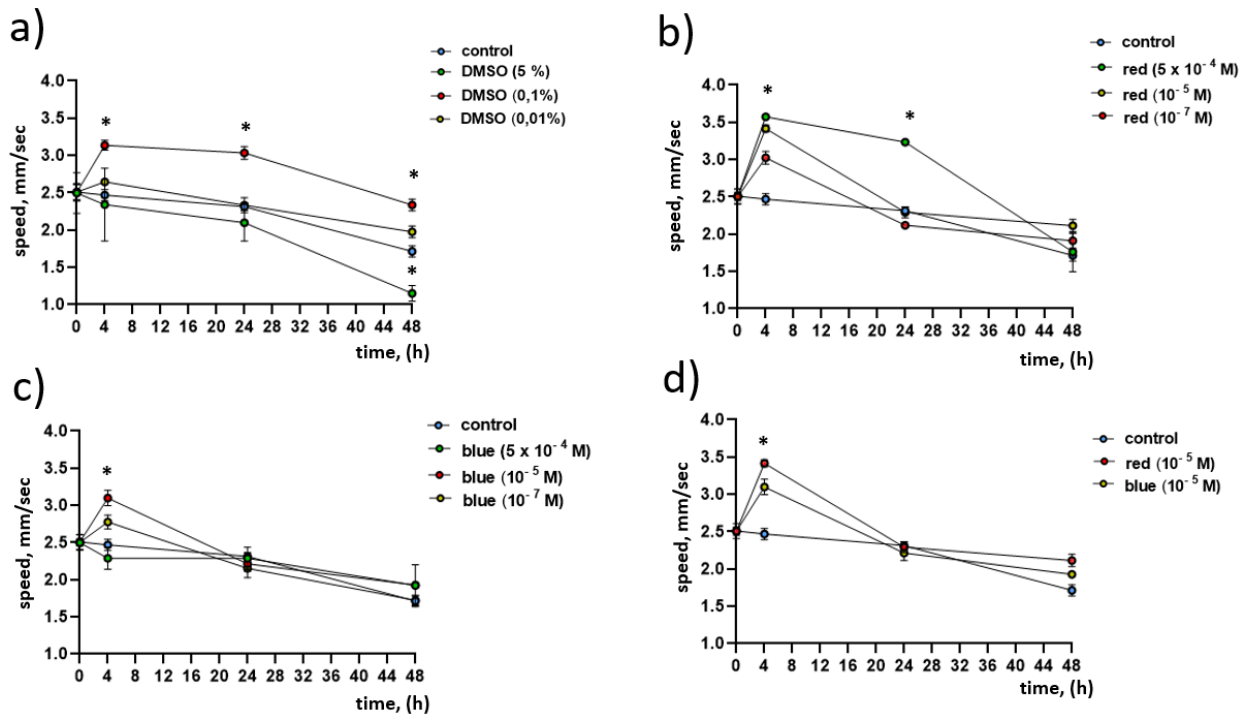 a)
control
DMSO (5 %)
DMSO (0,1%)
DMSO (0,01%)
speed, mm/sec
4.0
3.5
3.0
2.5
2.0
1.5
1.0
*
*
*
*
0 4 8 12 16 20 24 28 32 36 40 44 48
time, (h)
b)
control
red (5 x 10⁻⁴ M)
red (10⁻⁵ M)
red (10⁻⁷ M)
speed, mm/sec
4.0
3.5
3.0
2.5
2.0
1.5
1.0
*
*
0 4 8 12 16 20 24 28 32 36 40 44 48
time, (h)
c)
control
blue (5 x 10⁻⁴ M)
blue (10⁻⁵ M)
blue (10⁻⁷ M)
speed, mm/sec
4.0
3.5
3.0
2.5
2.0
1.5
1.0
*
0 4 8 12 16 20 24 28 32 36 40 44 48
time, (h)
d)
control
red (10⁻⁵ M)
blue (10⁻⁵ M)
speed, mm/sec
4.0
3.5
3.0
2.5
2.0
1.5
1.0
*
0 4 8 12 16 20 24 28 32 36 40 44 48
time, (h)